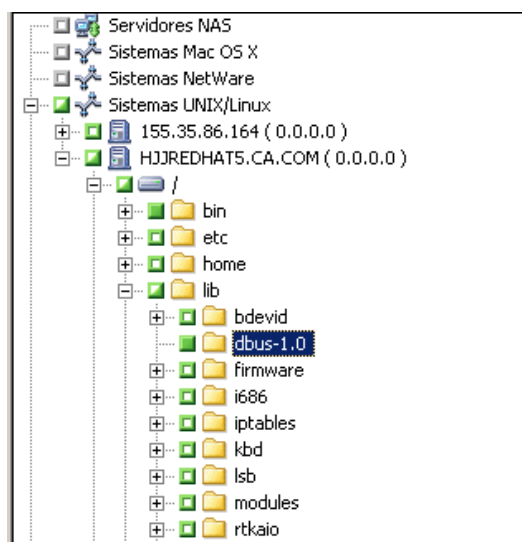 Servidores NAS
Sistemas Mac OS X
Sistemas NetWare
Sistemas UNIX/Linux
155.35.86.164 ( 0.0.0.0 )
HJJREDHAT5.CA.COM ( 0.0.0.0 )
/
bin
etc
home
lib
bdevid
dbus-1.0
firmware
i686
iptables
kbd
lsb
modules
rtkaio